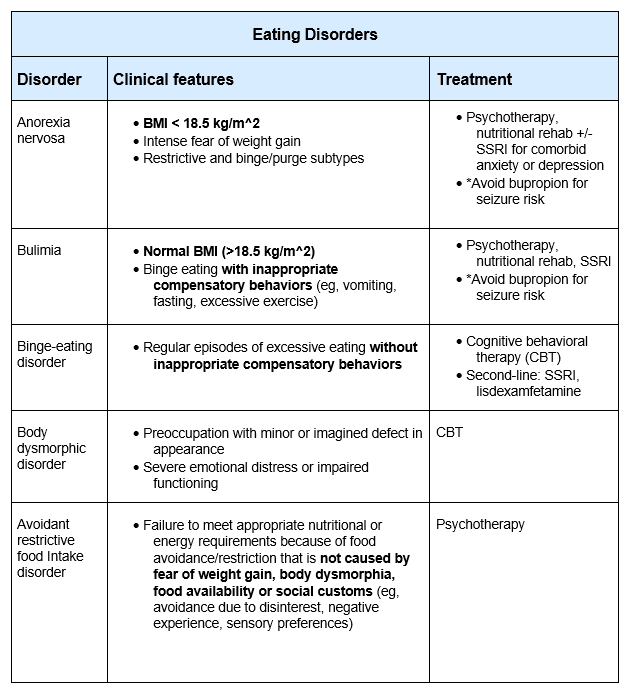 Eating Disorders
Disorder
Clinical features
Treatment
Anorexia
nervosa
• BMI < 18.5 kg/m^2
• Intense fear of weight gain
• Restrictive and binge/purge subtypes
• Psychotherapy,
nutritional rehab +/-
SSRI for comorbid
anxiety or depression
• *Avoid bupropion for
seizure risk
Bulimia
• Normal BMI (>18.5 kg/m^2)
• Binge eating with inappropriate
compensatory behaviors (eg, vomiting,
fasting, excessive exercise)
• Psychotherapy,
nutritional rehab, SSRI
• *Avoid bupropion for
seizure risk
Binge-eating
disorder
• Regular episodes of excessive eating without
inappropriate compensatory behaviors
• Cognitive behavioral
therapy (CBT)
• Second-line: SSRI,
lisdexamfetamine
Body
dysmorphic
disorder
• Preoccupation with minor or imagined defect in
appearance
• Severe emotional distress or impaired
functioning
CBT
Avoidant
restrictive
food Intake
disorder
• Failure to meet appropriate nutritional or
energy requirements because of food
avoidance/restriction that is not caused by
fear of weight gain, body dysmorphia,
food availability or social customs (eg,
avoidance due to disinterest, negative
experience, sensory preferences)
Psychotherapy